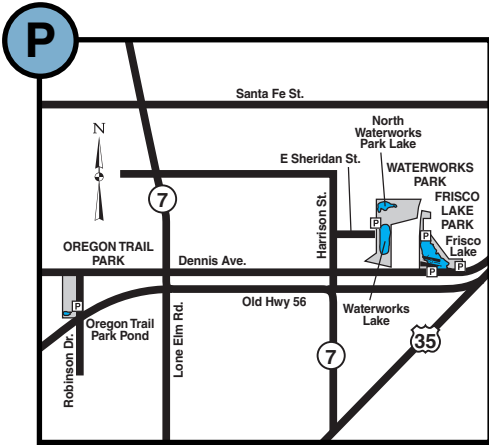 P
Santa Fe St.
N
North
Waterworks
Park Lake
E Sheridan St.
WATERWORKS
PARK
FRISCO
LAKE
PARK
7
Harrison St.
P
P
Frisco
Lake
OREGON TRAIL
PARK
Dennis Ave.
P
P
Old Hwy 56
P
Waterworks
Lake
Oregon Trail
Park Pond
Robinson Dr.
Lone Elm Rd.
7
35